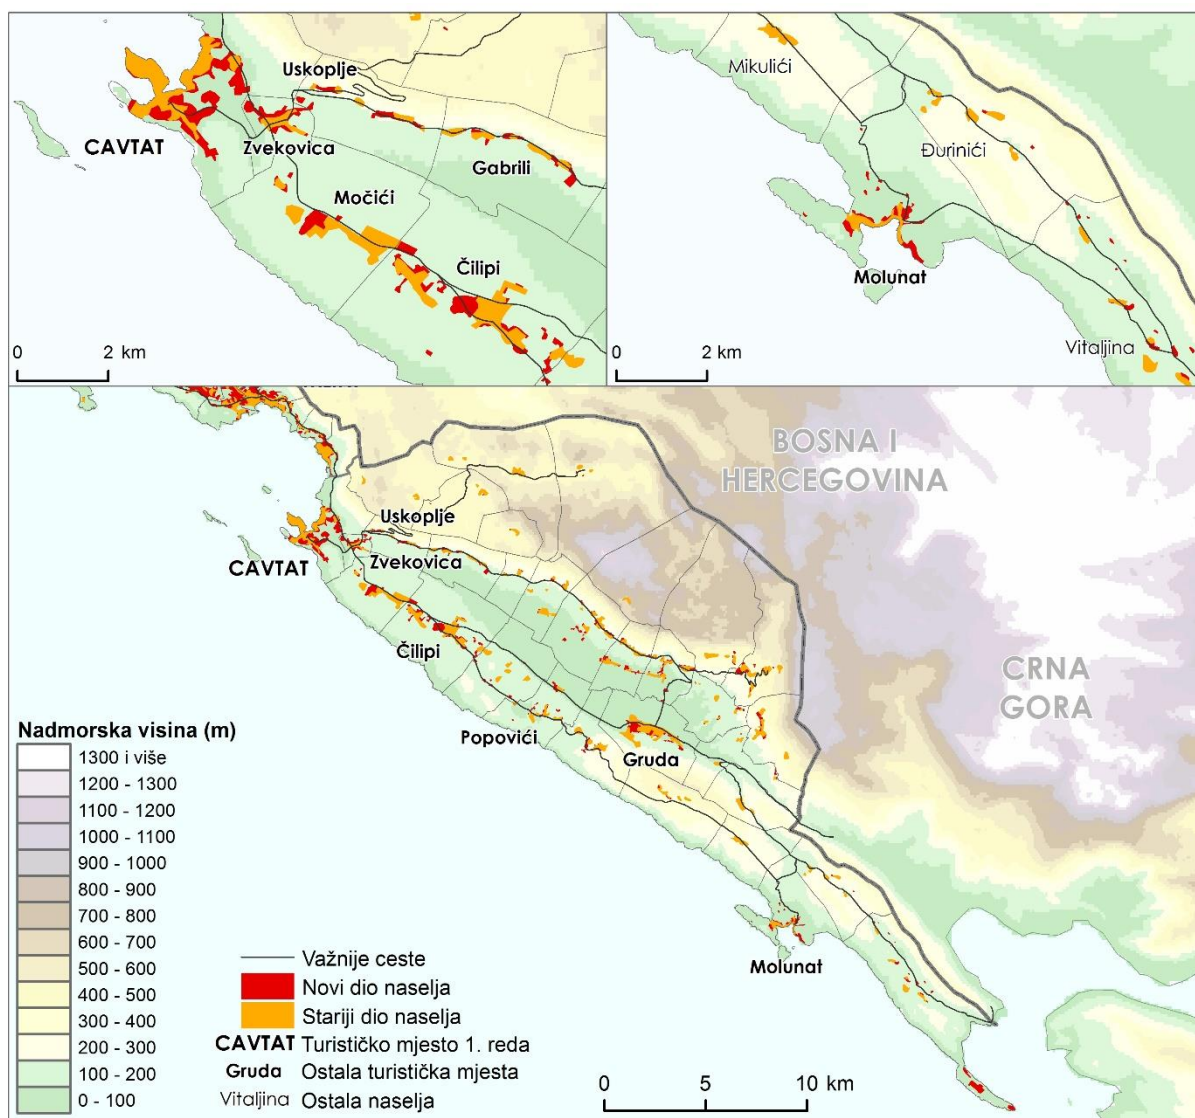 Uskoplje
CAVTAT
Zvekovica
Gabrili
Močići
Čilipi
0 2 km
Mikulići
Đurinići
Molunat
Vitaljina
0 2 km
BOSNA I
HERCEGOVINA
Uskoplje
CAVTAT
Zvekovica
Čilipi
CRNA
GORA
Popovići
Gruda
Molunat
Nadmorska visina (m)
1300 i više
1200 - 1300
1100 - 1200
1000 - 1100
900 - 1000
800 - 900
700 - 800
600 - 700
500 - 600
400 - 500
300 - 400
200 - 300
100 - 200
0 - 100
Važnije ceste
Novi dio naselja
Stariji dio naselja
CAVTAT Turističko mjesto 1. reda
Gruda Ostala turistička mjesta
Vitaljina Ostala naselja
0 5 10 km